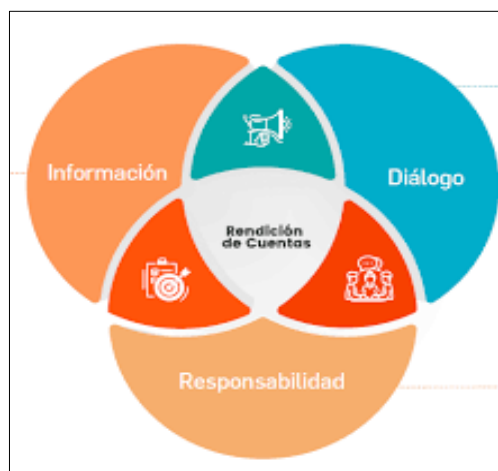 Información
Diálogo
Rendición
de Cuentas
Responsabilidad